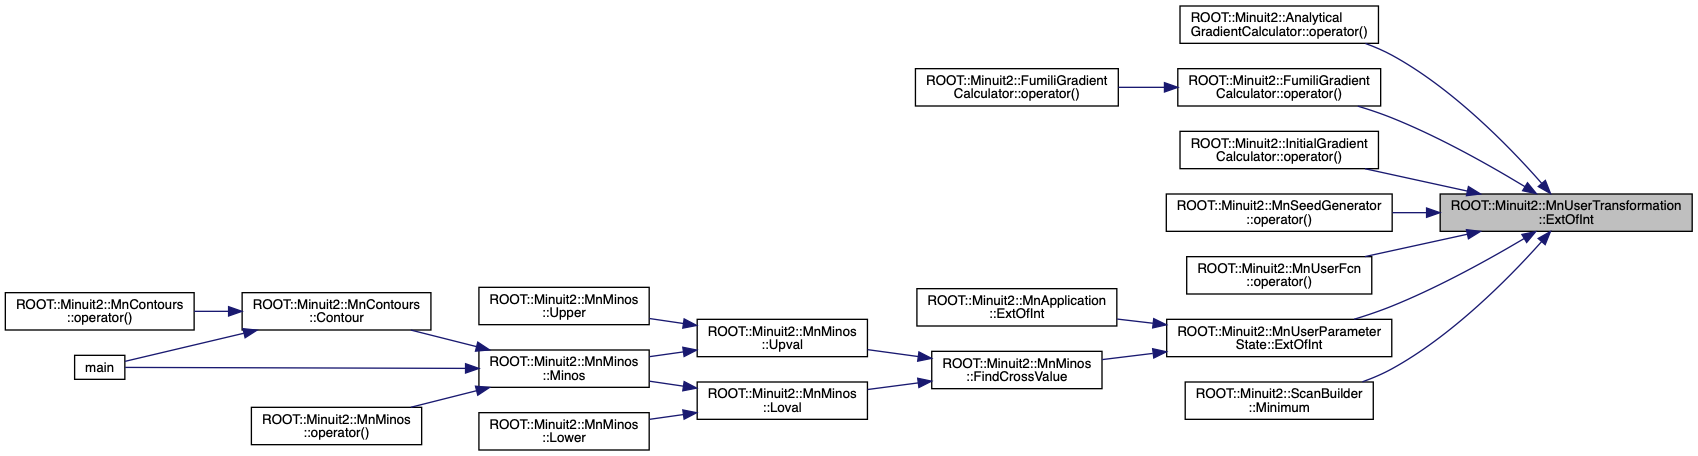 ROOT::Minuit2::Analytical
GradientCalculator::operator()
ROOT::Minuit2::FumiliGradient
Calculator::operator()
ROOT::Minuit2::FumiliGradient
Calculator::operator()
ROOT::Minuit2::InitialGradient
Calculator::operator()
ROOT::Minuit2::MnSeedGenerator
::operator()
ROOT::Minuit2::MnUserTransformation
::ExtOfInt
ROOT::Minuit2::MnUserFcn
::operator()
ROOT::Minuit2::MnContours
::operator()
ROOT::Minuit2::MnContours
::Contour
ROOT::Minuit2::MnMinos
::Upper
ROOT::Minuit2::MnApplication
::ExtOfInt
ROOT::Minuit2::MnMinos
::Upval
ROOT::Minuit2::MnUserParameter
State::ExtOfInt
main
ROOT::Minuit2::MnMinos
::Minos
ROOT::Minuit2::MnMinos
::FindCrossValue
ROOT::Minuit2::MnMinos
::Loval
ROOT::Minuit2::ScanBuilder
::Minimum
ROOT::Minuit2::MnMinos
::operator()
ROOT::Minuit2::MnMinos
::Lower